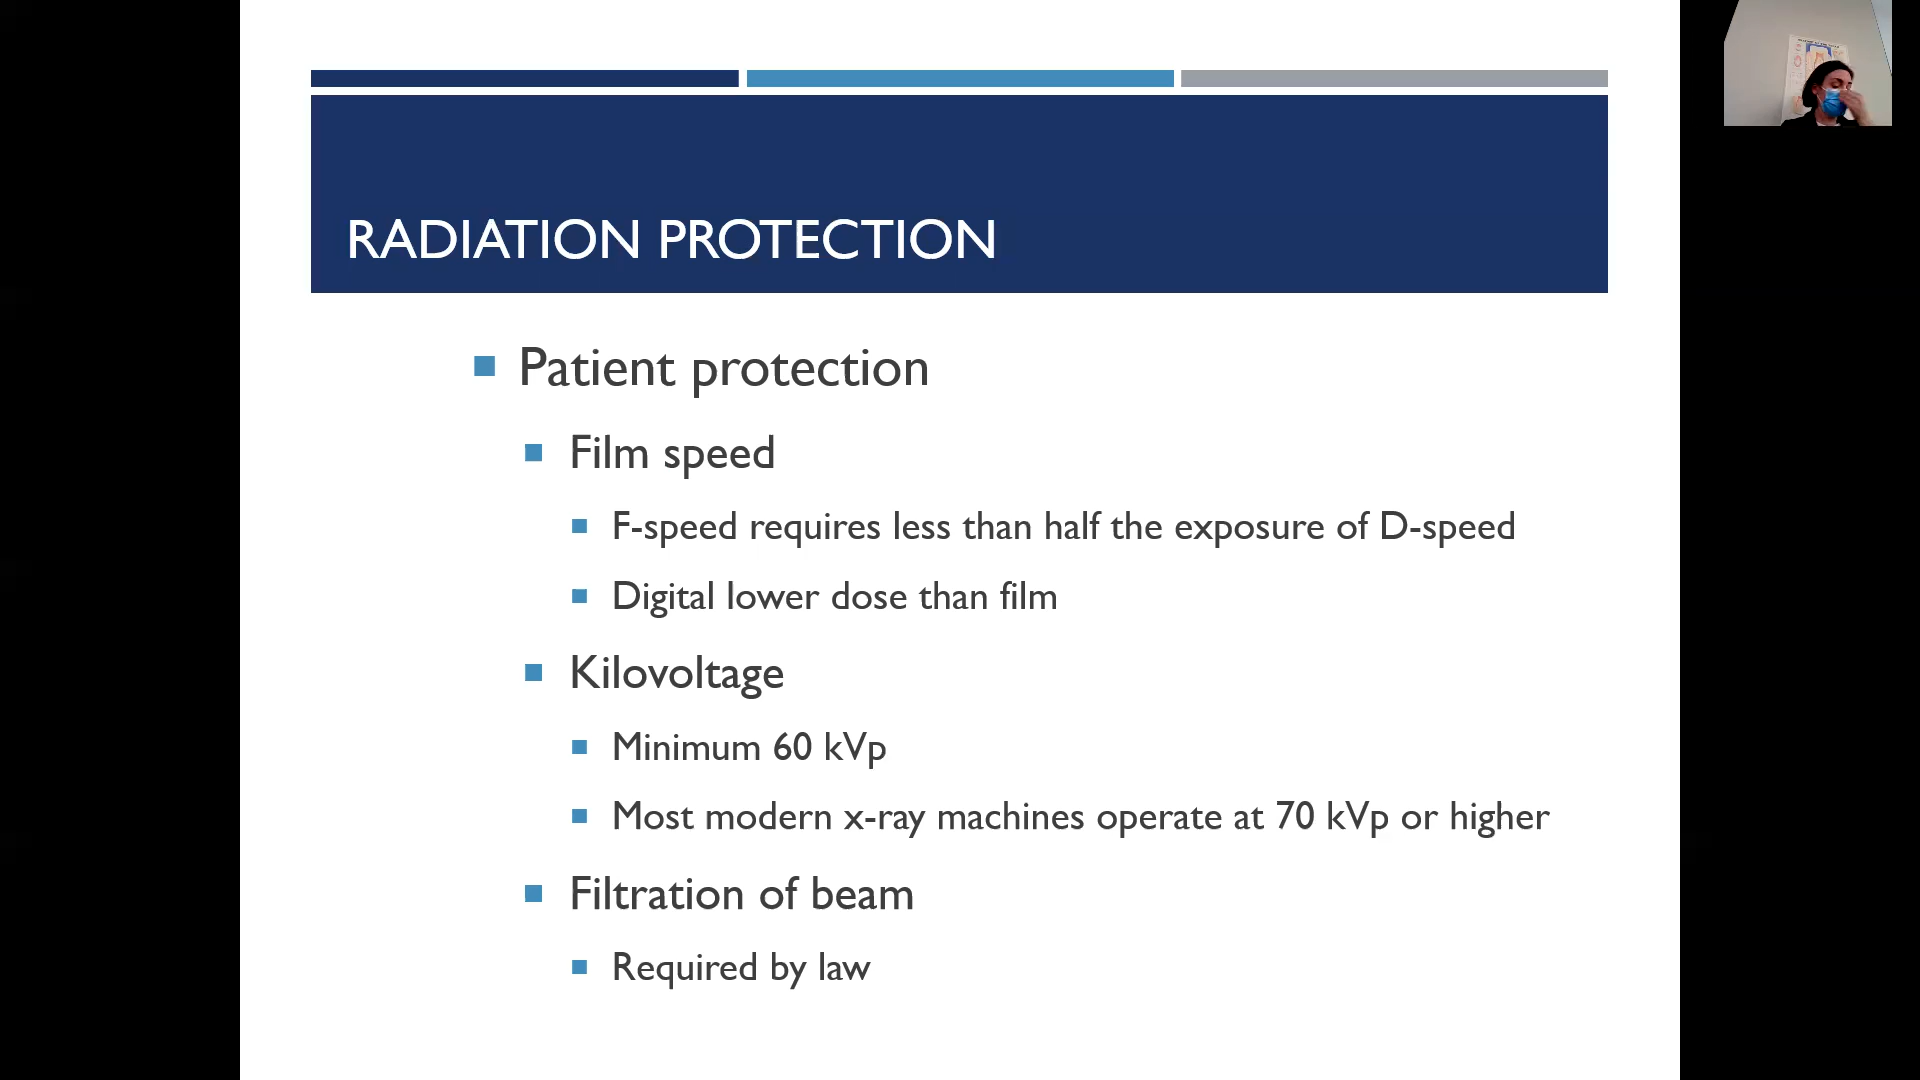 RADIATION PROTECTION
Patient protection
Film speed
F-speed requires less than half the exposure of D-speed
Digital lower dose than film
Kilovoltage
Minimum 60 kVp
Most modern x-ray machines operate at 70 kVp or higher
Filtration of beam
Required by law